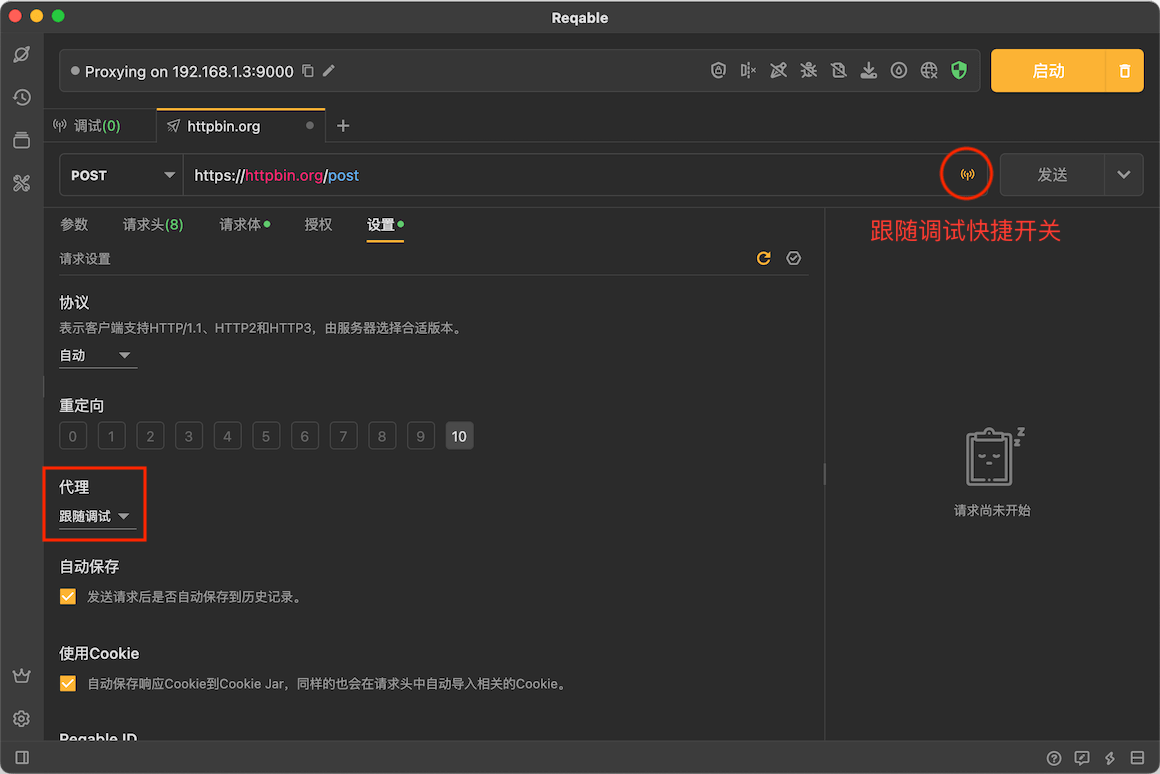 Reqable
Proxying on 192.168.1.3:9000
启动
调试(0)
httpbin.org
POST
https://httpbin.org/post
发送
参数
请求头(8)
请求体
授权
设置
跟随调试快捷开关
请求设置
协议
表示客户端支持HTTP/1.1、HTTP2和HTTP3，由服务器选择合适版本。
自动
重定向
0 1 2 3 4 5 6 7 8 9 10
代理
跟随调试
请求尚未开始
自动保存
发送请求后是否自动保存到历史记录。
使用Cookie
自动保存响应Cookie到Cookie Jar，同样的也会在请求头中自动导入相关的Cookie。
Reqable ID